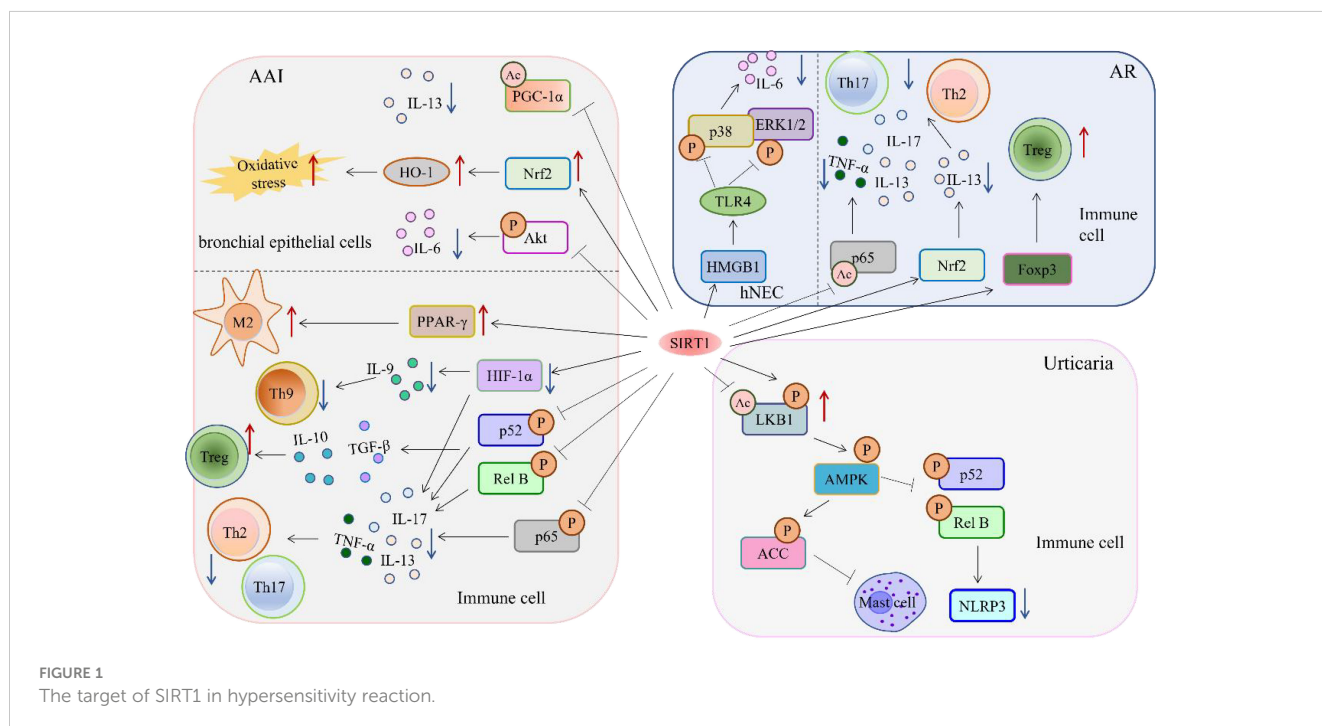 AAI
IL-13
Ac
PGC-1α
Oxidative
stress
HO-1
Nrf2
IL-6
P
Akt
bronchial epithelial cells
M2
PPAR-γ
Th9
IL-9
HIF-1α
Treg
IL-10
TGF-β
p52
P
Rel B
P
Th2
Th17
TNF-α
IL-17
IL-13
p65
P
Immune cell
SIRT1
AR
IL-6
p38
ERK1/2
P
P
TLR4
HMGB1
hNEC
Th17
Th2
IL-17
TNF-α
IL-13
IL-13
Treg
Immune
cell
p65
Ac
Nrf2
Foxp3
Urticaria
Ac
P
LKB1
P
AMPK
P
p52
P
Rel B
P
ACC
Immune cell
Mast cell
NLRP3
FIGURE 1
The target of SIRT1 in hypersensitivity reaction.